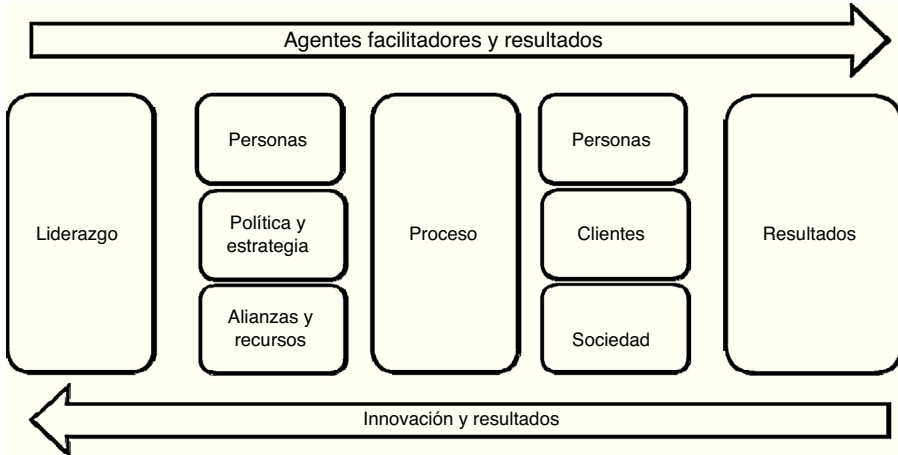 Agentes facilitadores y resultados
Liderazgo
Personas
Política y
estrategia
Alianzas y
recursos
Proceso
Personas
Clientes
Sociedad
Resultados
Innovación y resultados